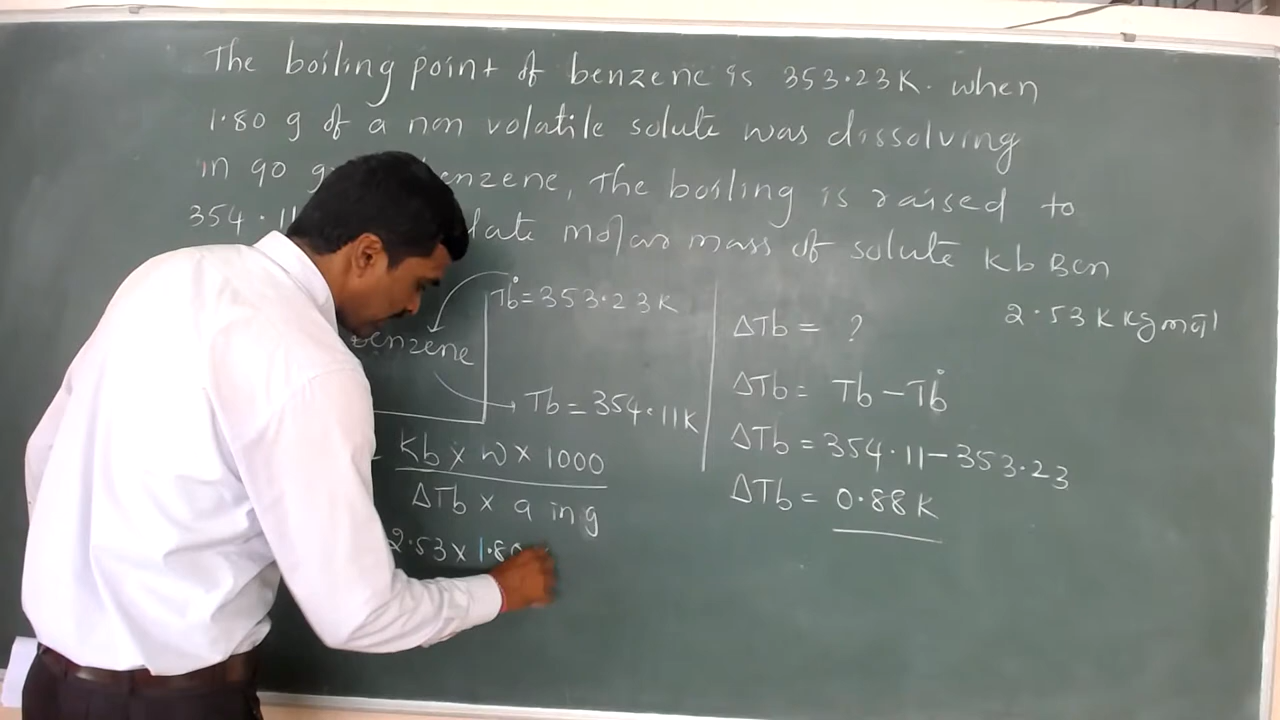 The boiling point of benzene is 353.23K. when
1.80 g of a non volatile solute was dissolving
in 90 g enzene, The boiling is raised to
354.11 late molar mass of solute Kb Ben
2.53 K Kg mol⁻¹
Tb° = 353.23K
benzene
Tb = 354.11K
Kb × W × 1000
ΔTb × a in g
2.53 × 1.80
ΔTb = ?
ΔTb = Tb - Tb°
ΔTb = 354.11 - 353.23
ΔTb = 0.88 K